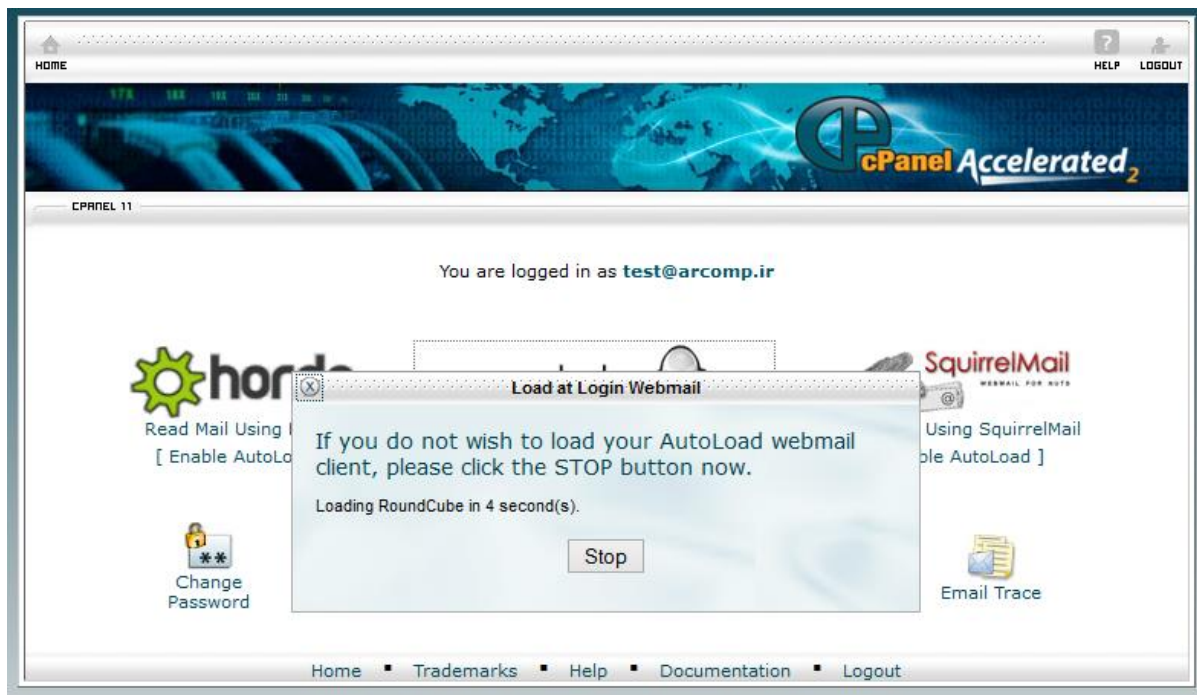 HOME
HELP LOGOUT
cPanel Accelerated2
CPANEL 11
You are logged in as test@arcomp.ir
SquirrelMail
WEBMAIL FOR NUTS
Load at Login Webmail
Read Mail Using
Using SquirrelMail
[ Enable
AutoLoad ]
If you do not wish to load your AutoLoad webmail
client, please click the STOP button now.
Loading RoundCube in 4 second(s).
Stop
Change
Password
Email Trace
Home ▪ Trademarks ▪ Help ▪ Documentation ▪ Logout